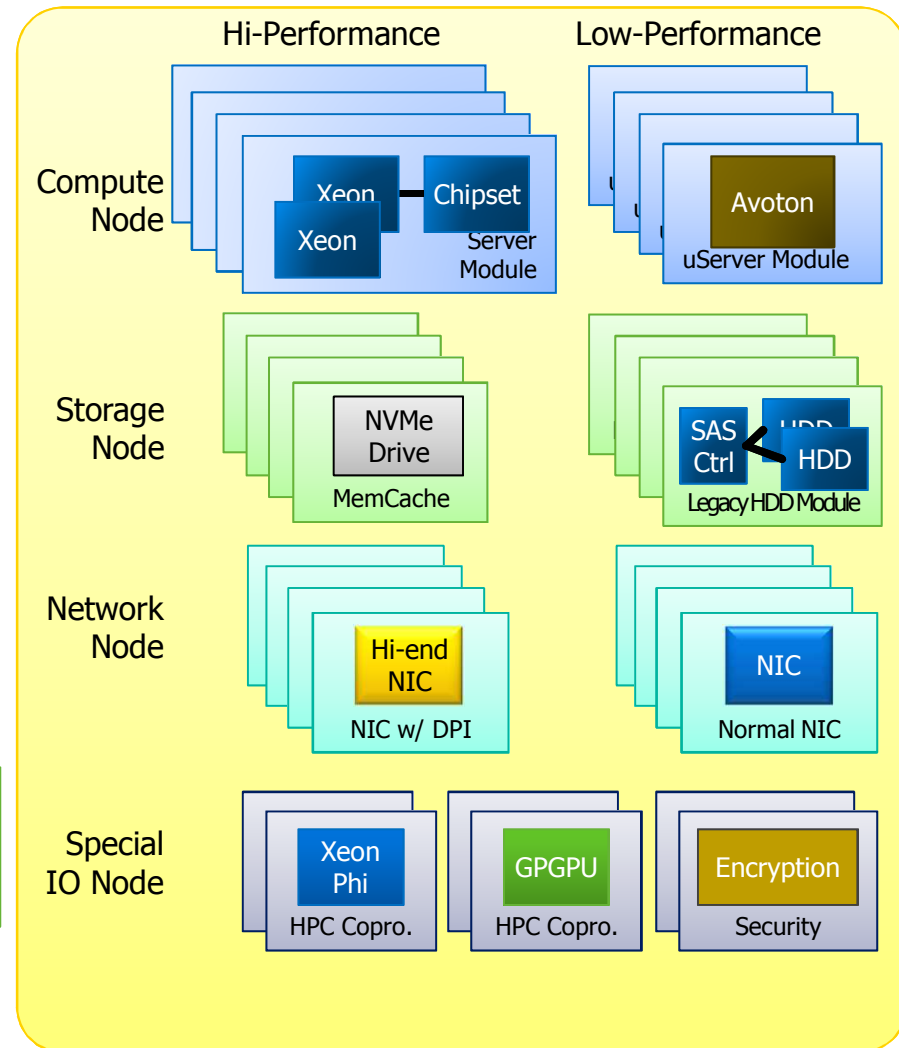 Hi-Performance
Low-Performance
Compute
Node
Xeon
Chipset
Xeon
Server
Module
Avoton
uServer Module
Storage
Node
NVMe
Drive
MemCache
SAS
Ctrl
HDD
HDD
Legacy HDD Module
Network
Node
Hi-end
NIC
NIC w/ DPI
NIC
Normal NIC
Special
IO Node
Xeon
Phi
HPC Copro.
GPGPU
HPC Copro.
Encryption
Security